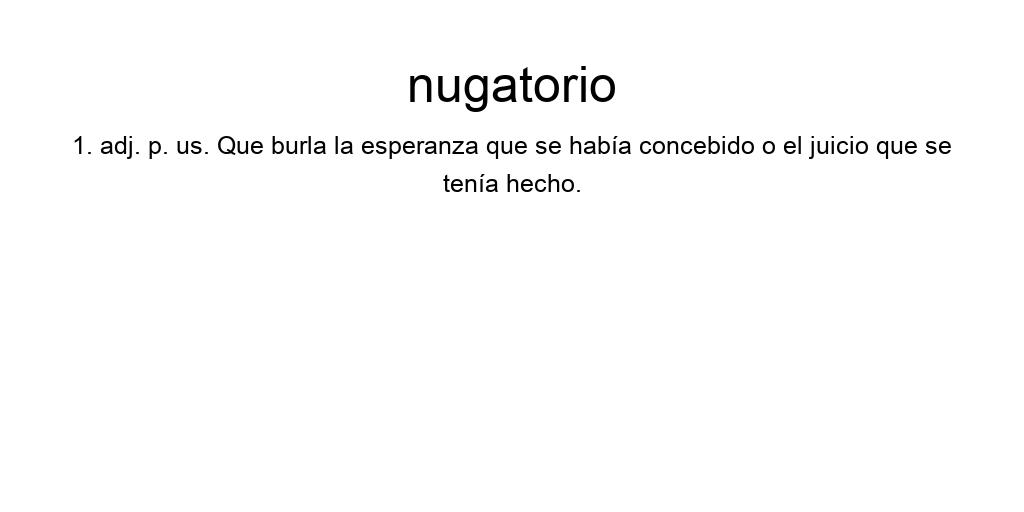 nugatorio
1. adj. p. us. Que burla la esperanza que se había concebido o el juicio que se
tenía hecho.